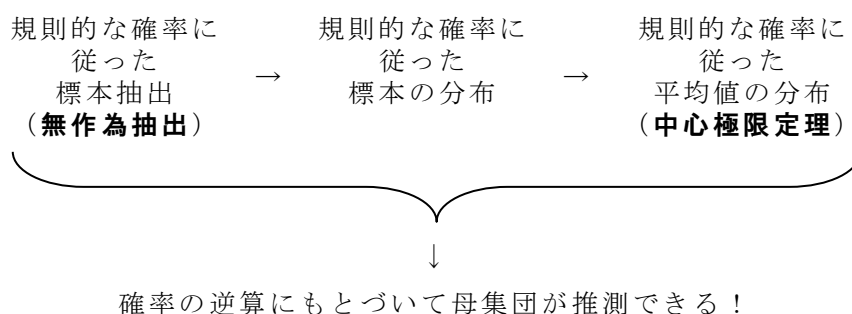 規則的な確率に
従った
標本抽出
（無作為抽出）
→
規則的な確率に
従った
標本の分布
→
規則的な確率に
従った
平均値の分布
（中心極限定理）
↓
確率の逆算にもとづいて母集団が推測できる！